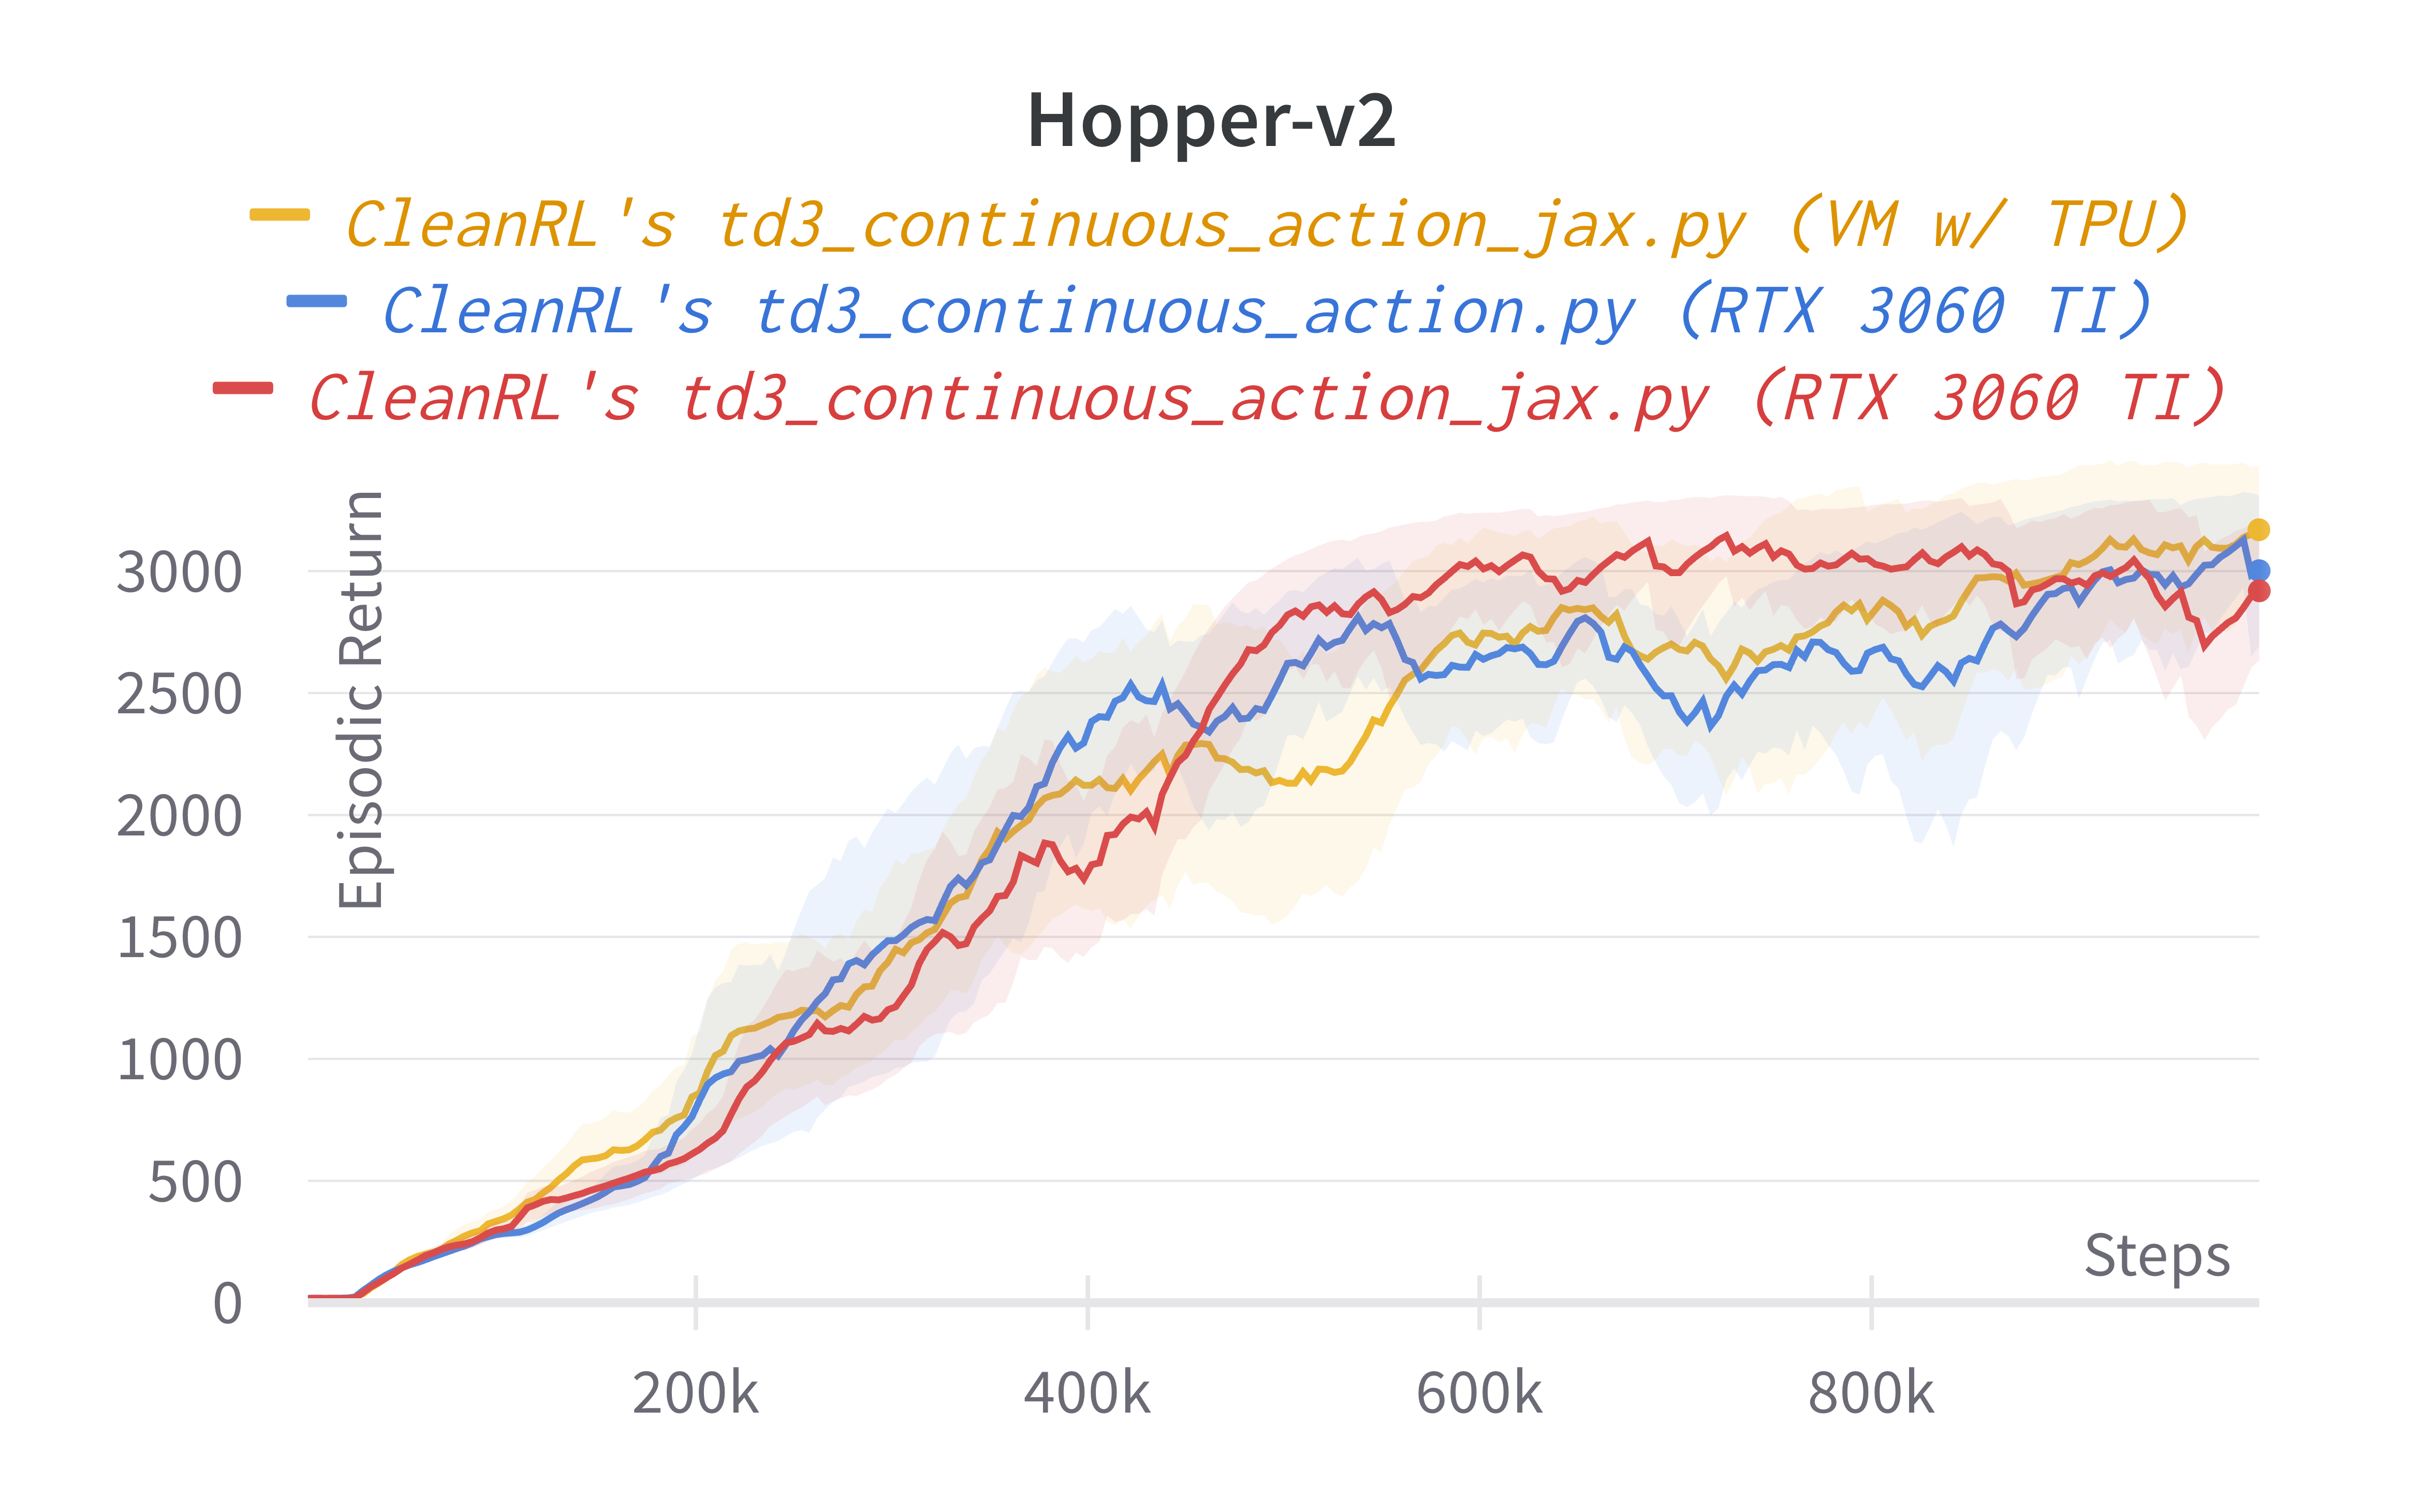 Hopper-v2
CleanRL's td3_continuous_action_jax.py (VM w/ TPU)
CleanRL's td3_continuous_action.py (RTX 3060 TI)
CleanRL's td3_continuous_action_jax.py (RTX 3060 TI)
Episodic Return
3000
2500
2000
1500
1000
500
0
Steps
200k 400k 600k 800k